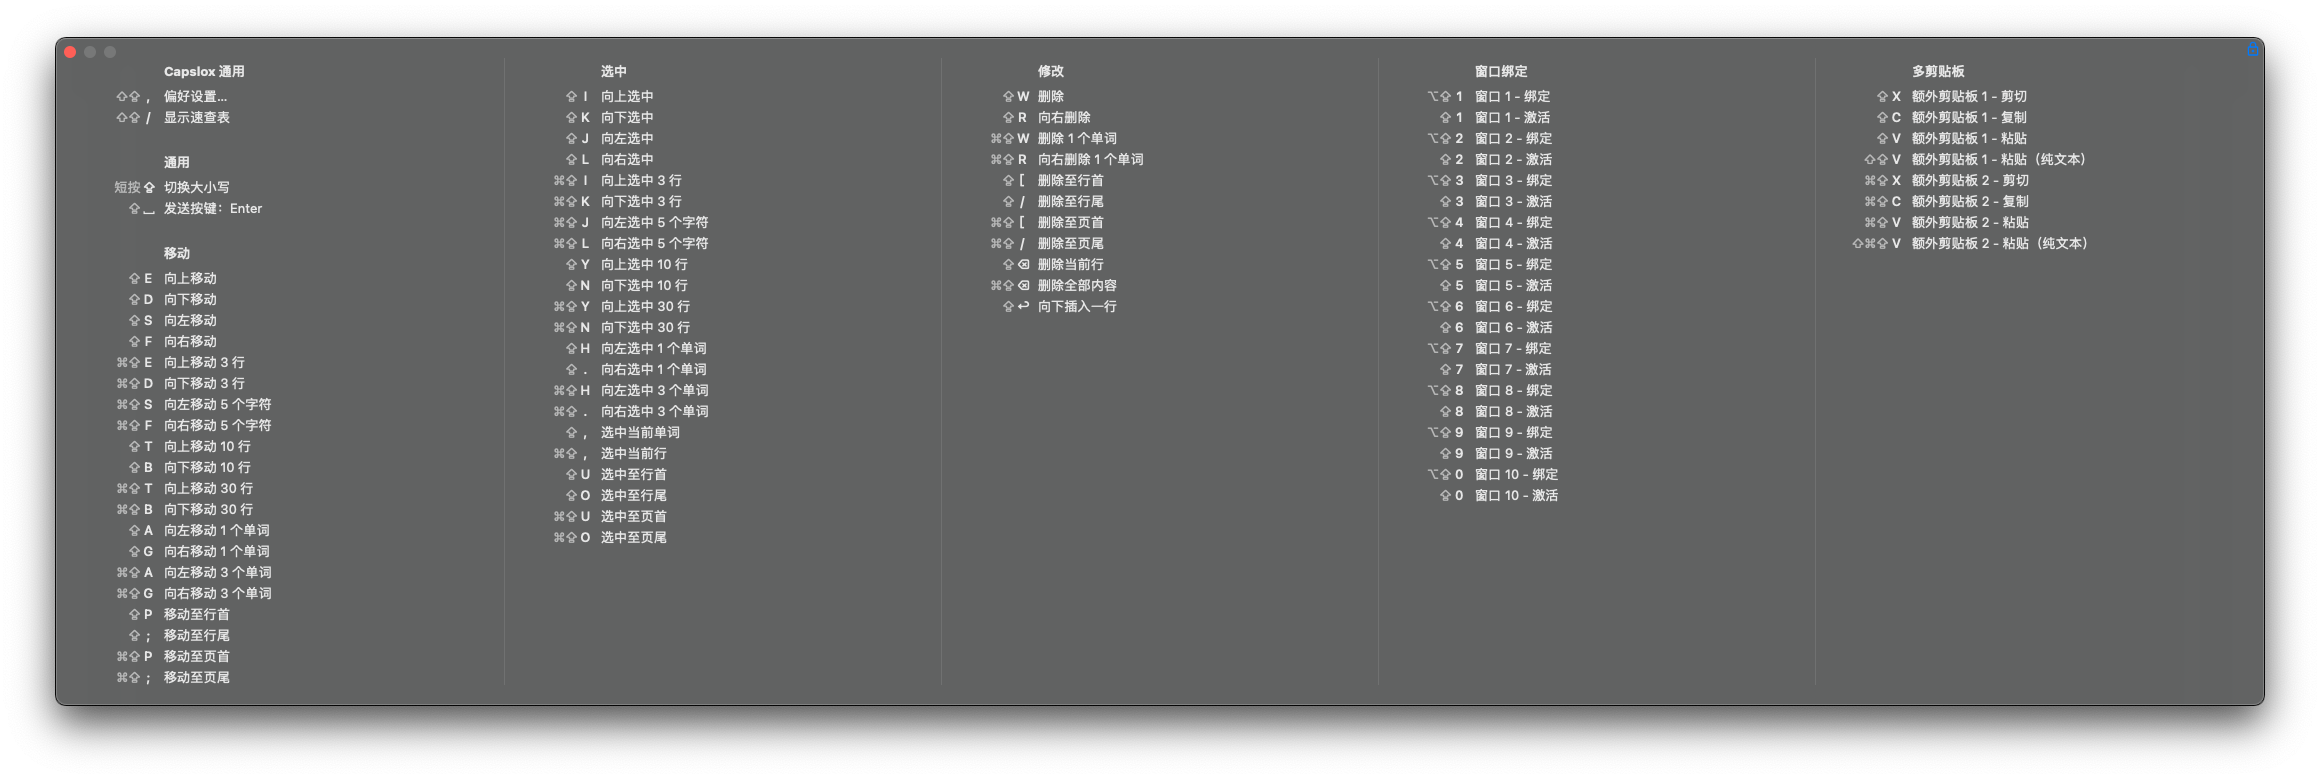 Capslox 通用
⇧⇪ , 偏好设置...
⇧⇪ / 显示速查表
通用
短按 ⇪ 切换大小写
⇪ ⎵ 发送按键：Enter
移动
⇪ E 向上移动
⇪ D 向下移动
⇪ S 向左移动
⇪ F 向右移动
⌘⇪ E 向上移动 3 行
⌘⇪ D 向下移动 3 行
⌘⇪ S 向左移动 5 个字符
⌘⇪ F 向右移动 5 个字符
⇪ T 向上移动 10 行
⇪ B 向下移动 10 行
⌘⇪ T 向上移动 30 行
⌘⇪ B 向下移动 30 行
⇪ A 向左移动 1 个单词
⇪ G 向右移动 1 个单词
⌘⇪ A 向左移动 3 个单词
⌘⇪ G 向右移动 3 个单词
⇪ P 移动至行首
⇪ ; 移动至行尾
⌘⇪ P 移动至页首
⌘⇪ ; 移动至页尾
选中
⇪ I 向上选中
⇪ K 向下选中
⇪ J 向左选中
⇪ L 向右选中
⌘⇪ I 向上选中 3 行
⌘⇪ K 向下选中 3 行
⌘⇪ J 向左选中 5 个字符
⌘⇪ L 向右选中 5 个字符
⇪ Y 向上选中 10 行
⇪ N 向下选中 10 行
⌘⇪ Y 向上选中 30 行
⌘⇪ N 向下选中 30 行
⇪ H 向左选中 1 个单词
⇪ . 向右选中 1 个单词
⌘⇪ H 向左选中 3 个单词
⌘⇪ . 向右选中 3 个单词
⇪ , 选中当前单词
⌘⇪ , 选中当前行
⇪ U 选中至行首
⇪ O 选中至行尾
⌘⇪ U 选中至页首
⌘⇪ O 选中至页尾
修改
⇪ W 删除
⇪ R 向右删除
⌘⇪ W 删除 1 个单词
⌘⇪ R 向右删除 1 个单词
⇪ [ 删除至行首
⇪ / 删除至行尾
⌘⇪ [ 删除至页首
⌘⇪ / 删除至页尾
⇪ ⌫ 删除当前行
⌘⇪ ⌫ 删除全部内容
⇪ ↩ 向下插入一行
窗口绑定
⌥⇪ 1 窗口 1 - 绑定
⇪ 1 窗口 1 - 激活
⌥⇪ 2 窗口 2 - 绑定
⇪ 2 窗口 2 - 激活
⌥⇪ 3 窗口 3 - 绑定
⇪ 3 窗口 3 - 激活
⌥⇪ 4 窗口 4 - 绑定
⇪ 4 窗口 4 - 激活
⌥⇪ 5 窗口 5 - 绑定
⇪ 5 窗口 5 - 激活
⌥⇪ 6 窗口 6 - 绑定
⇪ 6 窗口 6 - 激活
⌥⇪ 7 窗口 7 - 绑定
⇪ 7 窗口 7 - 激活
⌥⇪ 8 窗口 8 - 绑定
⇪ 8 窗口 8 - 激活
⌥⇪ 9 窗口 9 - 绑定
⇪ 9 窗口 9 - 激活
⌥⇪ 0 窗口 10 - 绑定
⇪ 0 窗口 10 - 激活
多剪贴板
⇪ X 额外剪贴板 1 - 剪切
⇪ C 额外剪贴板 1 - 复制
⇪ V 额外剪贴板 1 - 粘贴
⇧⇪ V 额外剪贴板 1 - 粘贴（纯文本）
⌘⇪ X 额外剪贴板 2 - 剪切
⌘⇪ C 额外剪贴板 2 - 复制
⌘⇪ V 额外剪贴板 2 - 粘贴
⇧⌘⇪ V 额外剪贴板 2 - 粘贴（纯文本）